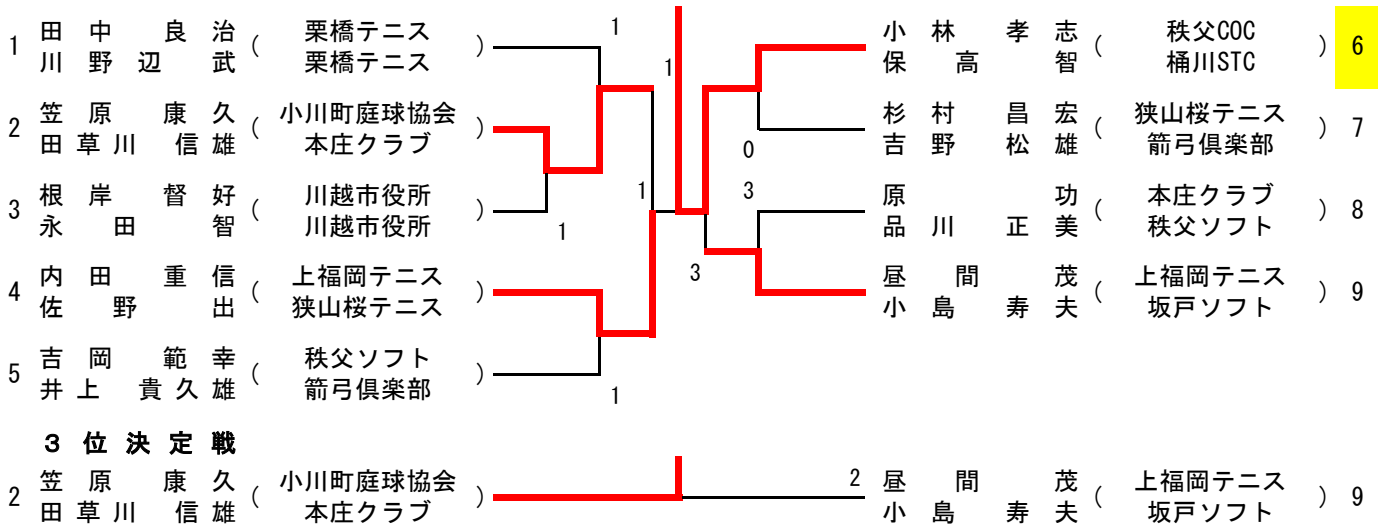 1 田中 良治 ( 栗橋テニス )
川野辺 武 栗橋テニス
2 笠原 康久 ( 小川町庭球協会 )
田草川 信雄 本庄クラブ
3 根岸 督好 ( 川越市役所 )
永田 智 川越市役所
4 内田 重信 ( 上福岡テニス )
佐野 出 狭山桜テニス
5 吉岡 範幸 ( 秩父ソフト )
井上 貴久雄 箭弓倶楽部
1
1
1
1
1
0
3
3
小林 孝志 ( 秩父COC ) 6
保高 智 桶川STC
杉村 昌宏 ( 狭山桜テニス ) 7
吉野 松雄 箭弓倶楽部
原 功 ( 本庄クラブ ) 8
品川 正美 秩父ソフト
昼間 茂 ( 上福岡テニス ) 9
小島 寿夫 坂戸ソフト
3位決定戦
2 笠原 康久 ( 小川町庭球協会 ) 2 昼間 茂 ( 上福岡テニス ) 9
田草川 信雄 本庄クラブ 小島 寿夫 坂戸ソフト